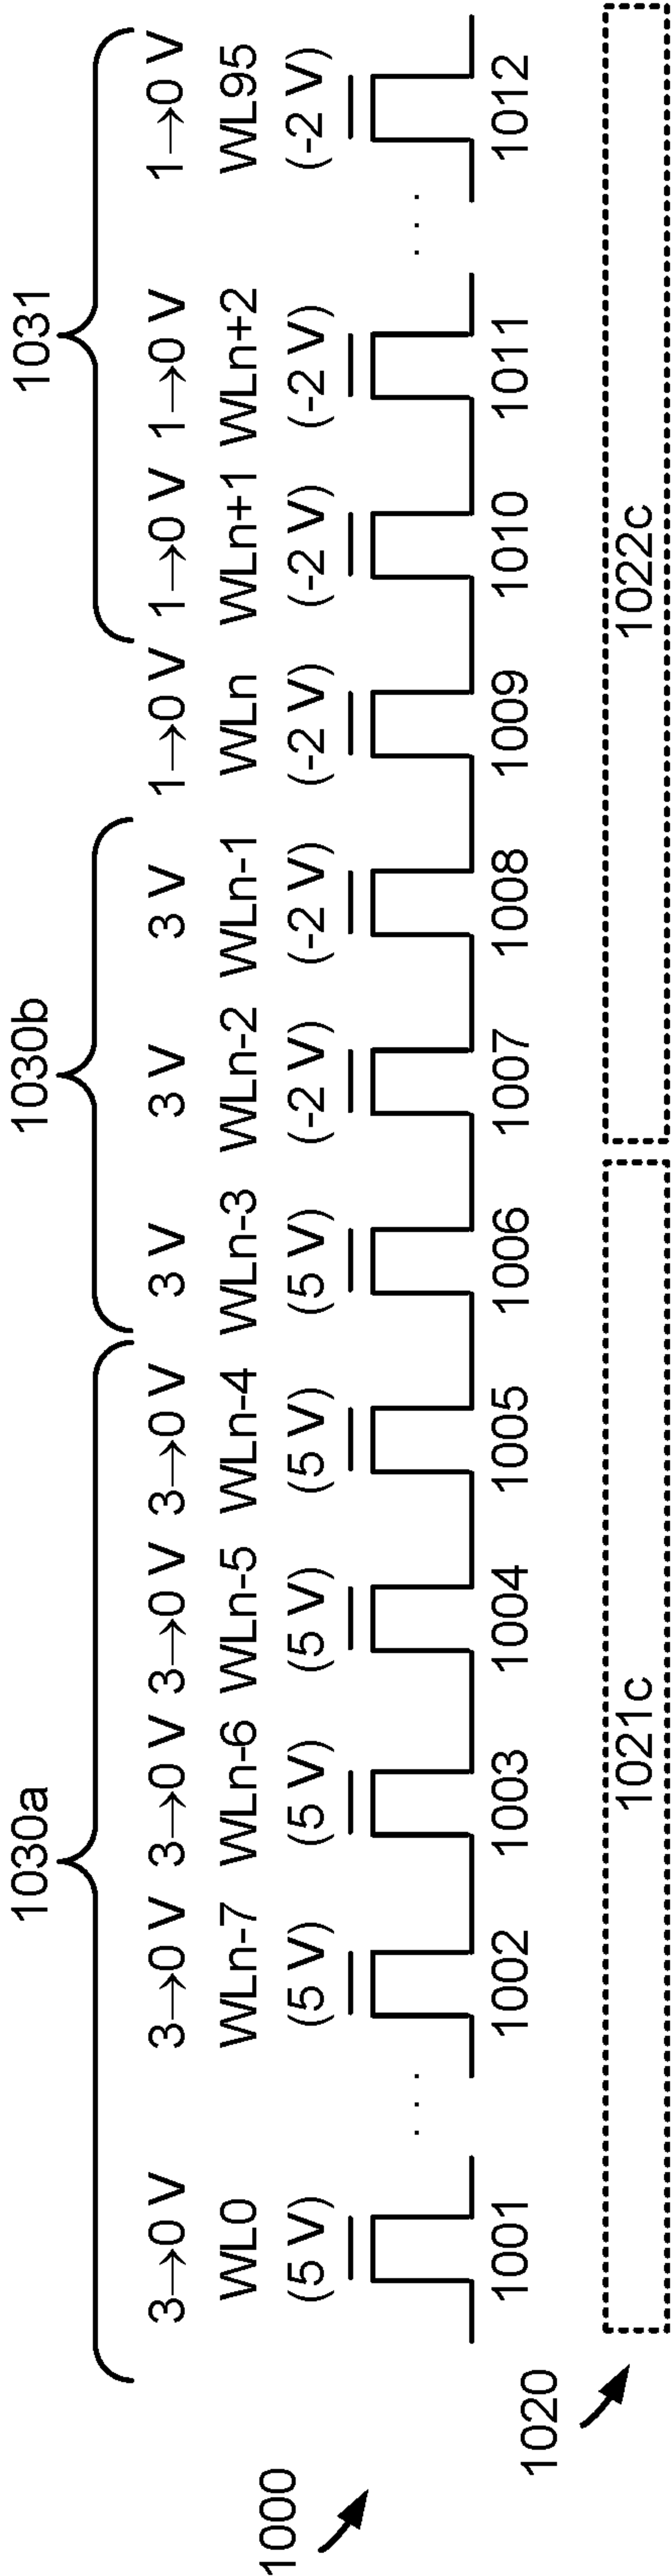 1030a 1030b 1031
3→0 V 3→0 V 3→0 V 3→0 V 3→0 V 3 V 3 V 3 V 1→0 V 1→0 V 1→0 V 1→0 V
WL0 WLn-7 WLn-6 WLn-5 WLn-4 WLn-3 WLn-2 WLn-1 WLn WLn+1 WLn+2 WL95
(5 V) (5 V) (5 V) (5 V) (5 V) (5 V) (-2 V) (-2 V) (-2 V) (-2 V) (-2 V) (-2 V)
1000
. . . . . .
1001 1002 1003 1004 1005 1006 1007 1008 1009 1010 1011 1012
1020
1021c 1022c